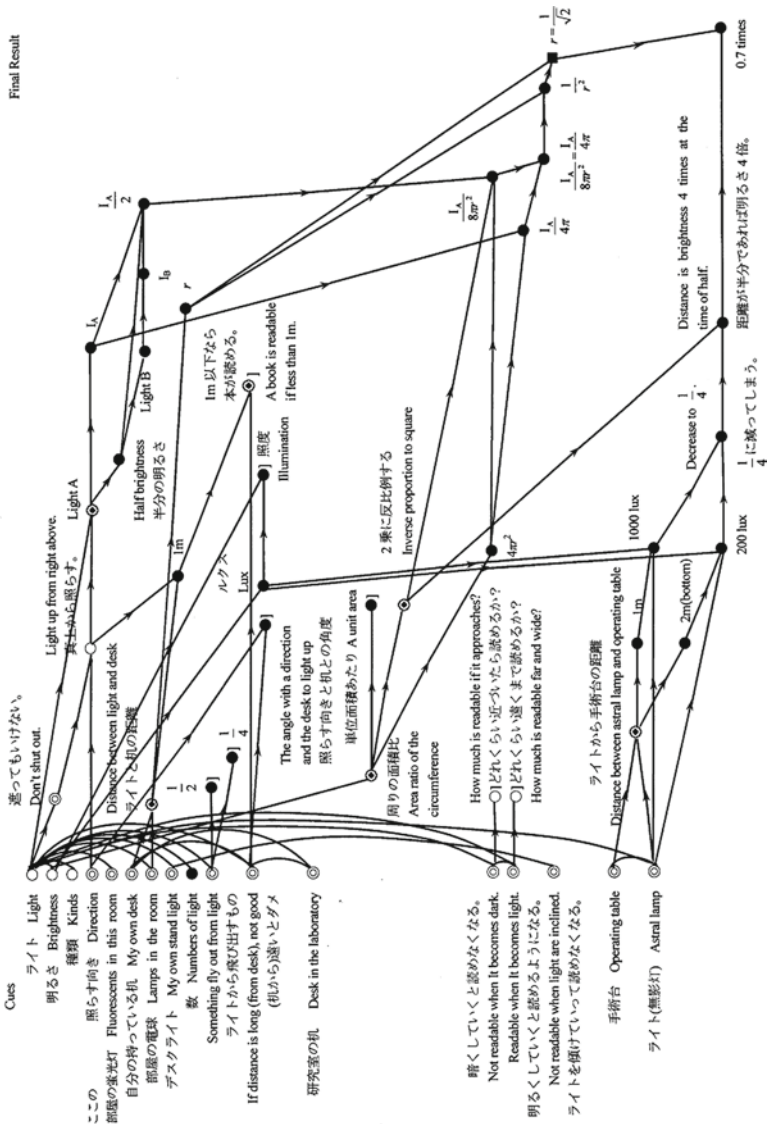 Cues
Final Result
ライト Light
明るさ Brightness
種類 Kinds
ここの
照らす向き Direction
部屋の蛍光灯 Fluorescents in this room
自分の持っている机 My own desk
部屋の電球 Lamps in the room
デスクライト My own stand light
数 Numbers of light
Something fly out from light
ライトから飛び出すもの
If distance is long (from desk), not good
(机から)遠いとダメ
研究室の机 Desk in the laboratory
暗くしていくと読めなくなる。
Not readable when It becomes dark.
Readable when It becomes light.
明るくしていくと読めるようになる。
Not readable when light are inclined.
ライトを傾けていって読めなくなる。
手術台 Operating table
ライト(無影灯) Astral lamp
遮ってもいけない。
Don't shut out.
Light up from right above.
真上から照らす。
Distance between light and desk
ライトと机の距離
1/2
] 1/4
The angle with a direction
and the desk to light up
照らす向きと机との角度
単位面積あたり A unit area
周りの面積比
Area ratio of the
circumference
How much is readable if it approaches?
]どれくらい近づいたら読めるか?
]どれくらい遠くまで読めるか?
How much is readable far and wide?
ライトから手術台の距離
Distance between astral lamp and operating table
1m
2m(bottom)
Light A
Half brightness
半分の明るさ
Light B
1m
ルクス
Lux
] 照度
Illumination
1m 以下なら
本が読める。
A book is readable
if less than 1m.
2 乗に反比例する
Inverse proportion to square
4πr²
1000 lux
200 lux
Decrease to 1/4.
1/4 に減ってしまう。
Distance is brightness 4 times at the
time of half.
距離が半分であれば明るさ 4 倍。
I_A
I_B
I_A/2
r
I_A/8πr²
I_A/4π
I_A/8πr² = I_A/4π
1/r²
r = 1/√2
0.7 times